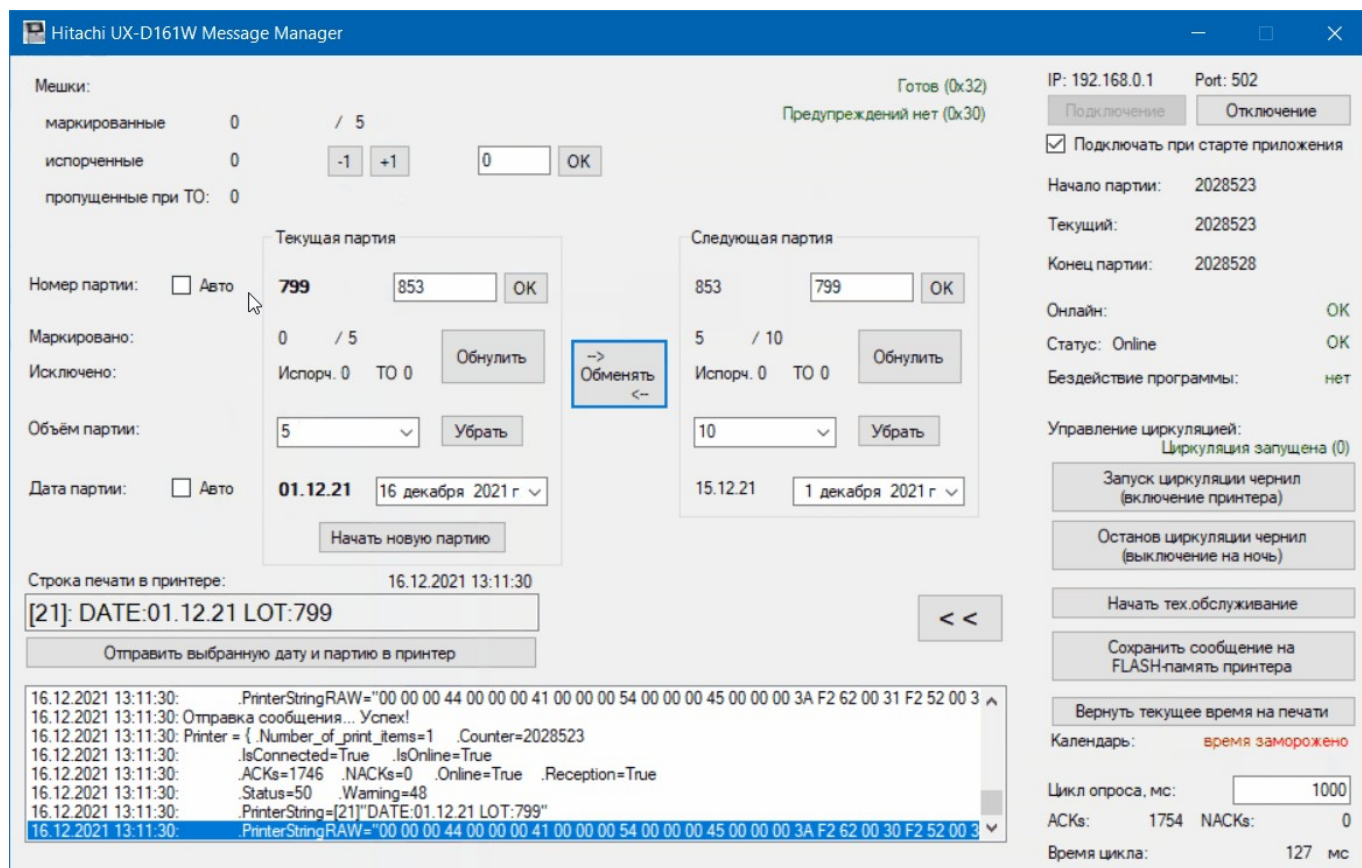 Hitachi UX-D161W Message Manager
Мешки:
маркированные 0 / 5
испорченные 0 -1 +1 0 OK
пропущенные при ТО: 0
Готов (0x32)
Предупреждений нет (0x30)
Текущая партия
Следующая партия
Номер партии: Авто 799 853 OK 853 799 OK
Маркировано: 0 / 5 Обнулить 5 / 10 Обнулить
Исключено: Испорч. 0 ТО 0 Испорч. 0 ТО 0
--> Обменять <--
Объём партии: 5 Убрать 10 Убрать
Дата партии: Авто 01.12.21 16 декабря 2021 г 15.12.21 1 декабря 2021 г
Начать новую партию
Строка печати в принтере: 16.12.2021 13:11:30
[21]: DATE:01.12.21 LOT:799
< <
Отправить выбранную дату и партию в принтер
16.12.2021 13:11:30: .PrinterStringRAW="00 00 00 44 00 00 00 41 00 00 00 54 00 00 00 45 00 00 00 3A F2 62 00 31 F2 52 00 3
16.12.2021 13:11:30: Отправка сообщения... Успех!
16.12.2021 13:11:30: Printer = { .Number_of_print_items=1 .Counter=2028523
16.12.2021 13:11:30: .IsConnected=True .IsOnline=True
16.12.2021 13:11:30: .ACKs=1746 .NACKs=0 .Online=True .Reception=True
16.12.2021 13:11:30: .Status=50 .Warning=48
16.12.2021 13:11:30: .PrinterString=[21]"DATE:01.12.21 LOT:799"
16.12.2021 13:11:30: .PrinterStringRAW="00 00 00 44 00 00 00 41 00 00 00 54 00 00 00 45 00 00 00 3A F2 62 00 30 F2 52 00 3
IP: 192.168.0.1 Port: 502
Подключение Отключение
Подключать при старте приложения
Начало партии: 2028523
Текущий: 2028523
Конец партии: 2028528
Онлайн: OK
Статус: Online OK
Бездействие программы: нет
Управление циркуляцией:
Циркуляция запущена (0)
Запуск циркуляции чернил
(включение принтера)
Останов циркуляции чернил
(выключение на ночь)
Начать тех.обслуживание
Сохранить сообщение на
FLASH-память принтера
Вернуть текущее время на печати
Календарь: время заморожено
Цикл опроса, мс: 1000
ACKs: 1754 NACKs: 0
Время цикла: 127 мс